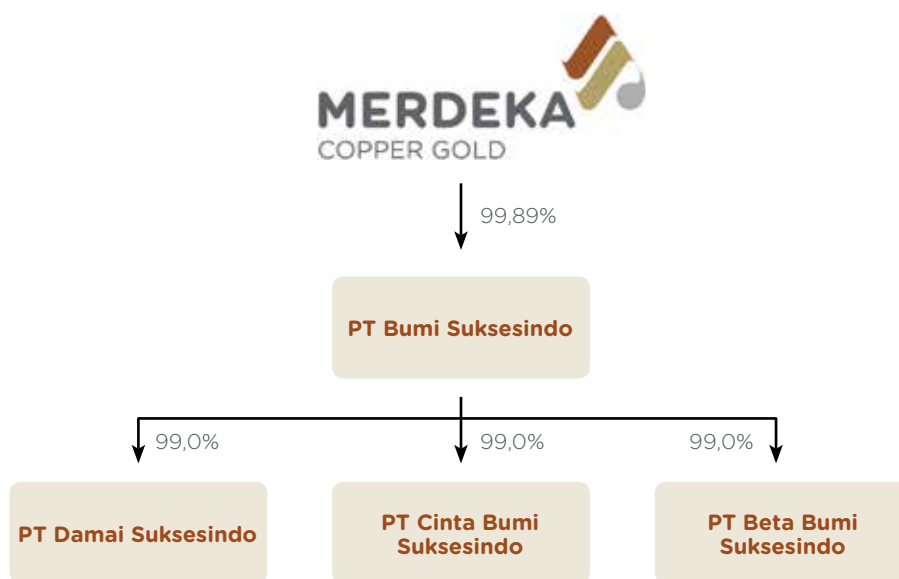 MERDEKA
COPPER GOLD
99,89%
PT Bumi Suksesindo
99,0%
99,0%
99,0%
PT Damai Suksesindo
PT Cinta Bumi
Suksesindo
PT Beta Bumi
Suksesindo